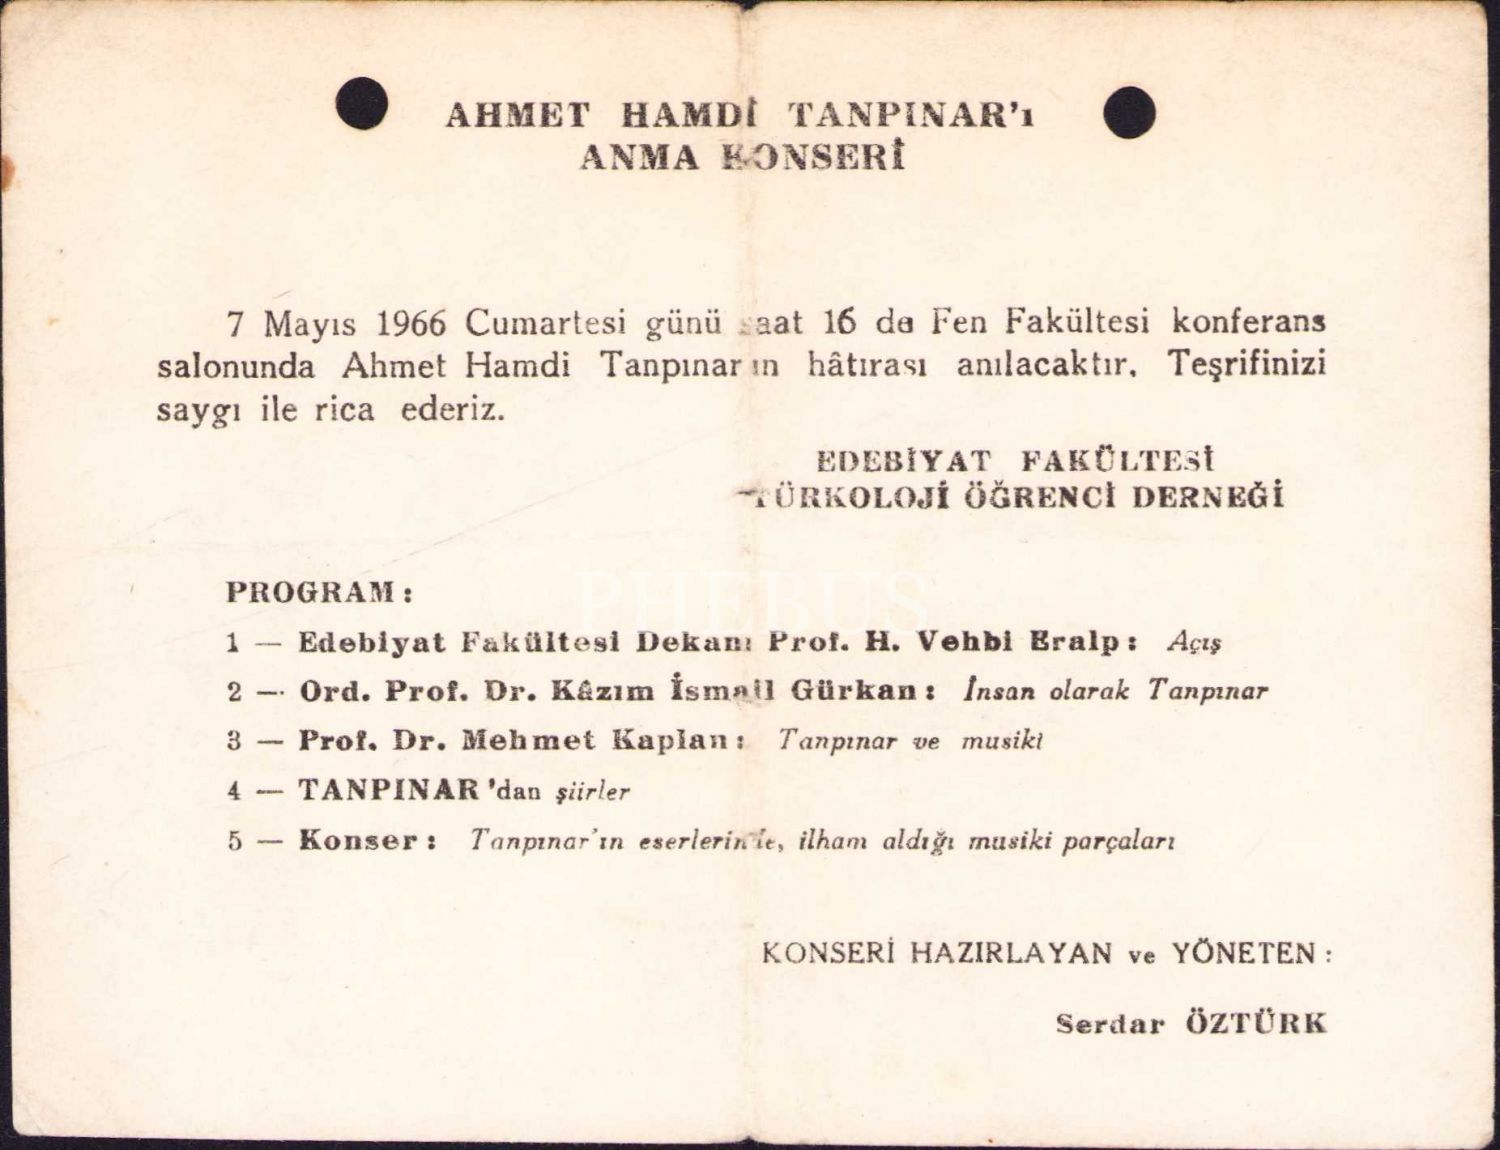 AHMET HAMDİ TANPINAR'ı
ANMA KONSERİ
7 Mayıs 1966 Cumartesi günü saat 16 da Fen Fakültesi konferans
salonunda Ahmet Hamdi Tanpınar'ın hâtırası anılacaktır. Teşrifinizi
saygı ile rica ederiz.
EDEBİYAT FAKÜLTESİ
TÜRKOLOJİ ÖĞRENCİ DERNEĞİ
PHEBUS
PROGRAM :
1 — Edebiyat Fakültesi Dekanı Prof. H. Vehbi Eralp : Açış
2 — Ord. Prof. Dr. Kâzım İsmail Gürkan : İnsan olarak Tanpınar
3 — Prof. Dr. Mehmet Kaplan : Tanpınar ve musiki
4 — TANPINAR 'dan şiirler
5 — Konser : Tanpınar'ın eserlerinde, ilham aldığı musiki parçaları
KONSERİ HAZIRLAYAN ve YÖNETEN :
Serdar ÖZTÜRK